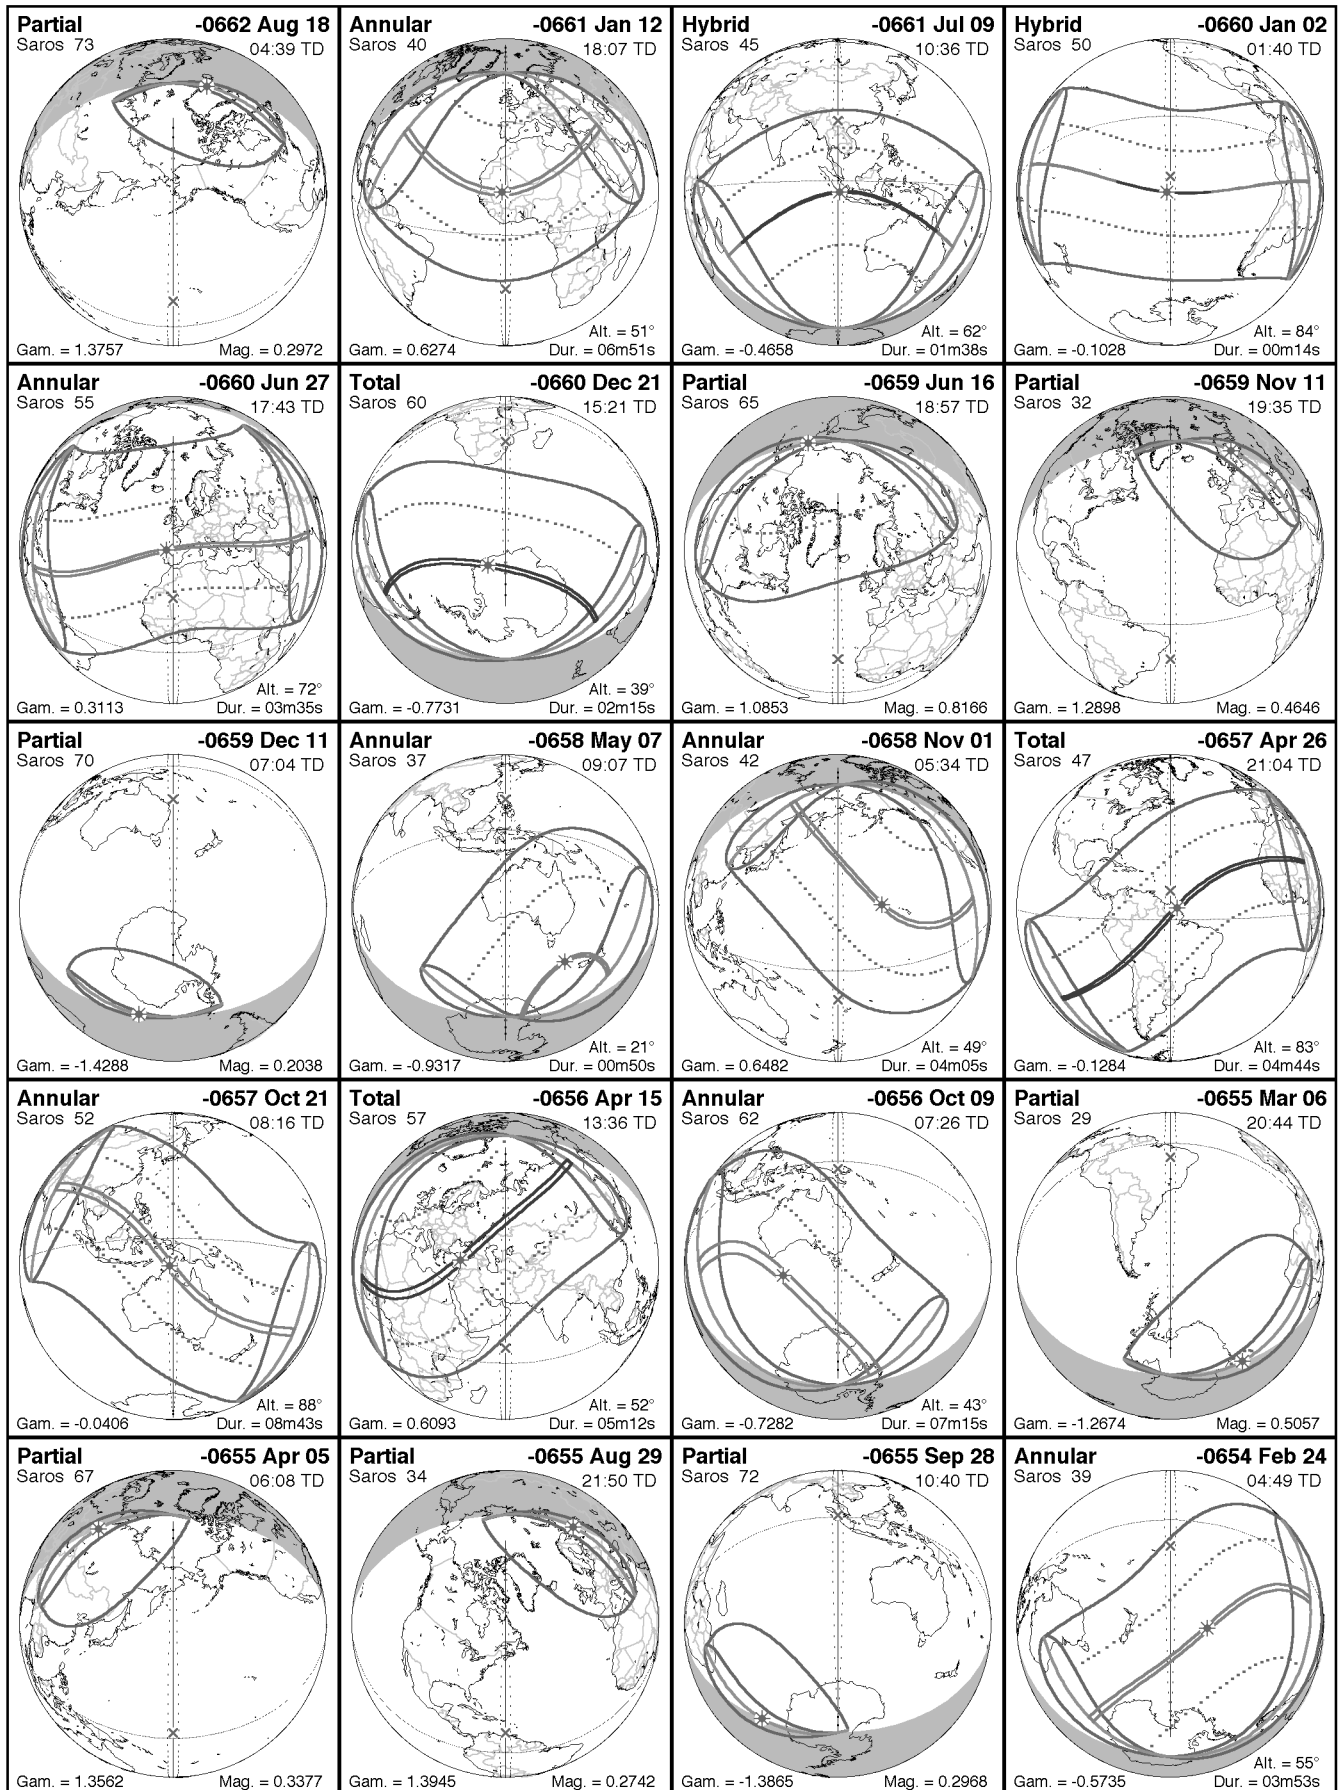 Partial -0662 Aug 18
Saros 73 04:39 TD
Gam. = 1.3757 Mag. = 0.2972
Annular -0661 Jan 12
Saros 40 18:07 TD
Alt. = 51°
Gam. = 0.6274 Dur. = 06m51s
Hybrid -0661 Jul 09
Saros 45 10:36 TD
Alt. = 62°
Gam. = -0.4658 Dur. = 01m38s
Hybrid -0660 Jan 02
Saros 50 01:40 TD
Alt. = 84°
Gam. = -0.1028 Dur. = 00m14s
Annular -0660 Jun 27
Saros 55 17:43 TD
Alt. = 72°
Gam. = 0.3113 Dur. = 03m35s
Total -0660 Dec 21
Saros 60 15:21 TD
Alt. = 39°
Gam. = -0.7731 Dur. = 02m15s
Partial -0659 Jun 16
Saros 65 18:57 TD
Gam. = 1.0853 Mag. = 0.8166
Partial -0659 Nov 11
Saros 32 19:35 TD
Gam. = 1.2898 Mag. = 0.4646
Partial -0659 Dec 11
Saros 70 07:04 TD
Gam. = -1.4288 Mag. = 0.2038
Annular -0658 May 07
Saros 37 09:07 TD
Alt. = 21°
Gam. = -0.9317 Dur. = 00m50s
Annular -0658 Nov 01
Saros 42 05:34 TD
Alt. = 49°
Gam. = 0.6482 Dur. = 04m05s
Total -0657 Apr 26
Saros 47 21:04 TD
Alt. = 83°
Gam. = -0.1284 Dur. = 04m44s
Annular -0657 Oct 21
Saros 52 08:16 TD
Alt. = 88°
Gam. = -0.0406 Dur. = 08m43s
Total -0656 Apr 15
Saros 57 13:36 TD
Alt. = 52°
Gam. = 0.6093 Dur. = 05m12s
Annular -0656 Oct 09
Saros 62 07:26 TD
Alt. = 43°
Gam. = -0.7282 Dur. = 07m15s
Partial -0655 Mar 06
Saros 29 20:44 TD
Gam. = -1.2674 Mag. = 0.5057
Partial -0655 Apr 05
Saros 67 06:08 TD
Gam. = 1.3562 Mag. = 0.3377
Partial -0655 Aug 29
Saros 34 21:50 TD
Gam. = 1.3945 Mag. = 0.2742
Partial -0655 Sep 28
Saros 72 10:40 TD
Gam. = -1.3865 Mag. = 0.2968
Annular -0654 Feb 24
Saros 39 04:49 TD
Alt. = 55°
Gam. = -0.5735 Dur. = 03m53s